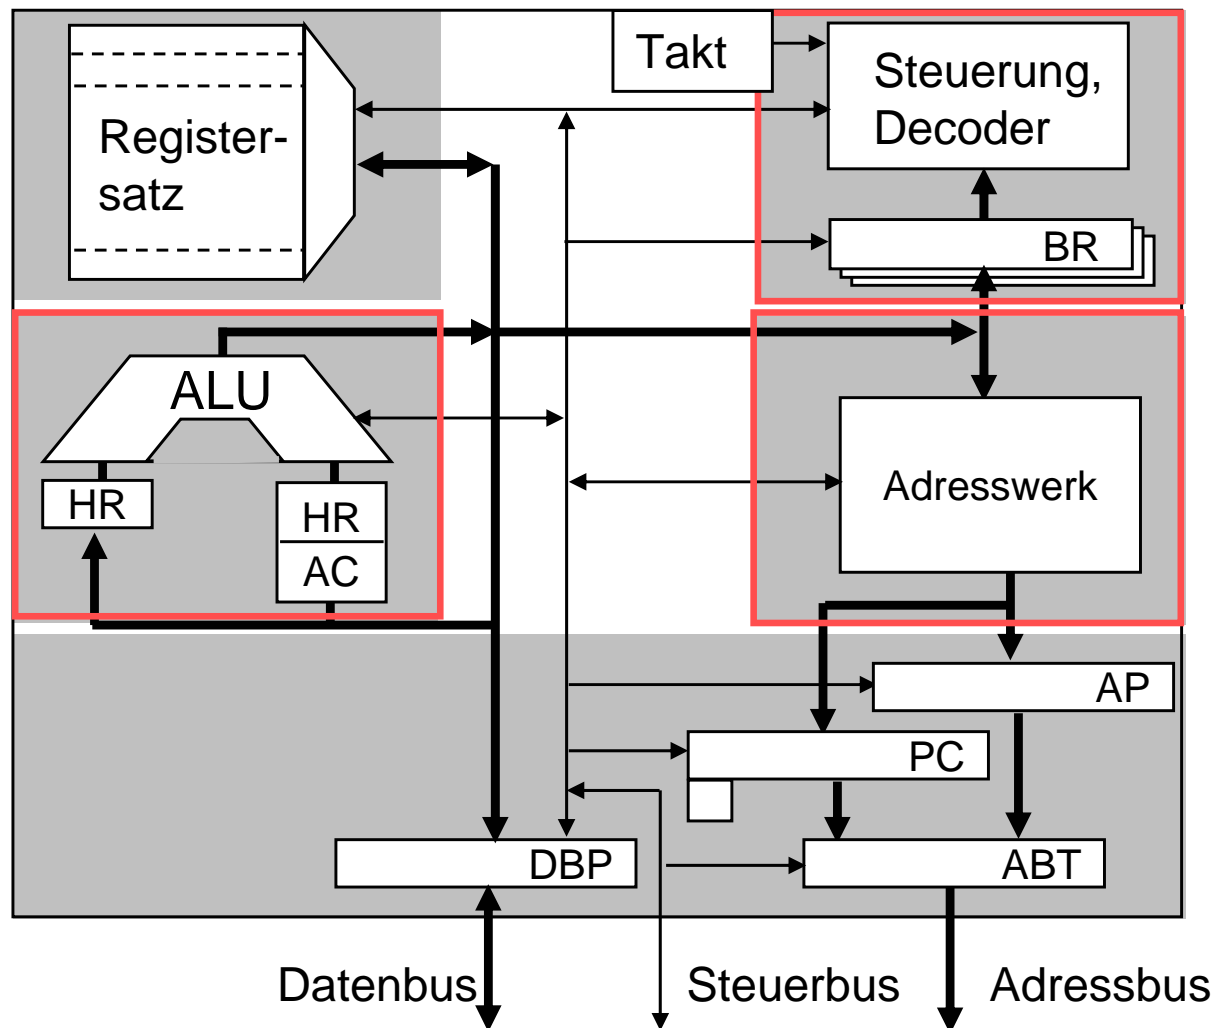 Takt
Steuerung,
Decoder
Register-
satz
BR
ALU
HR
HR
AC
Adresswerk
AP
PC
DBP
ABT
Datenbus
Steuerbus
Adressbus